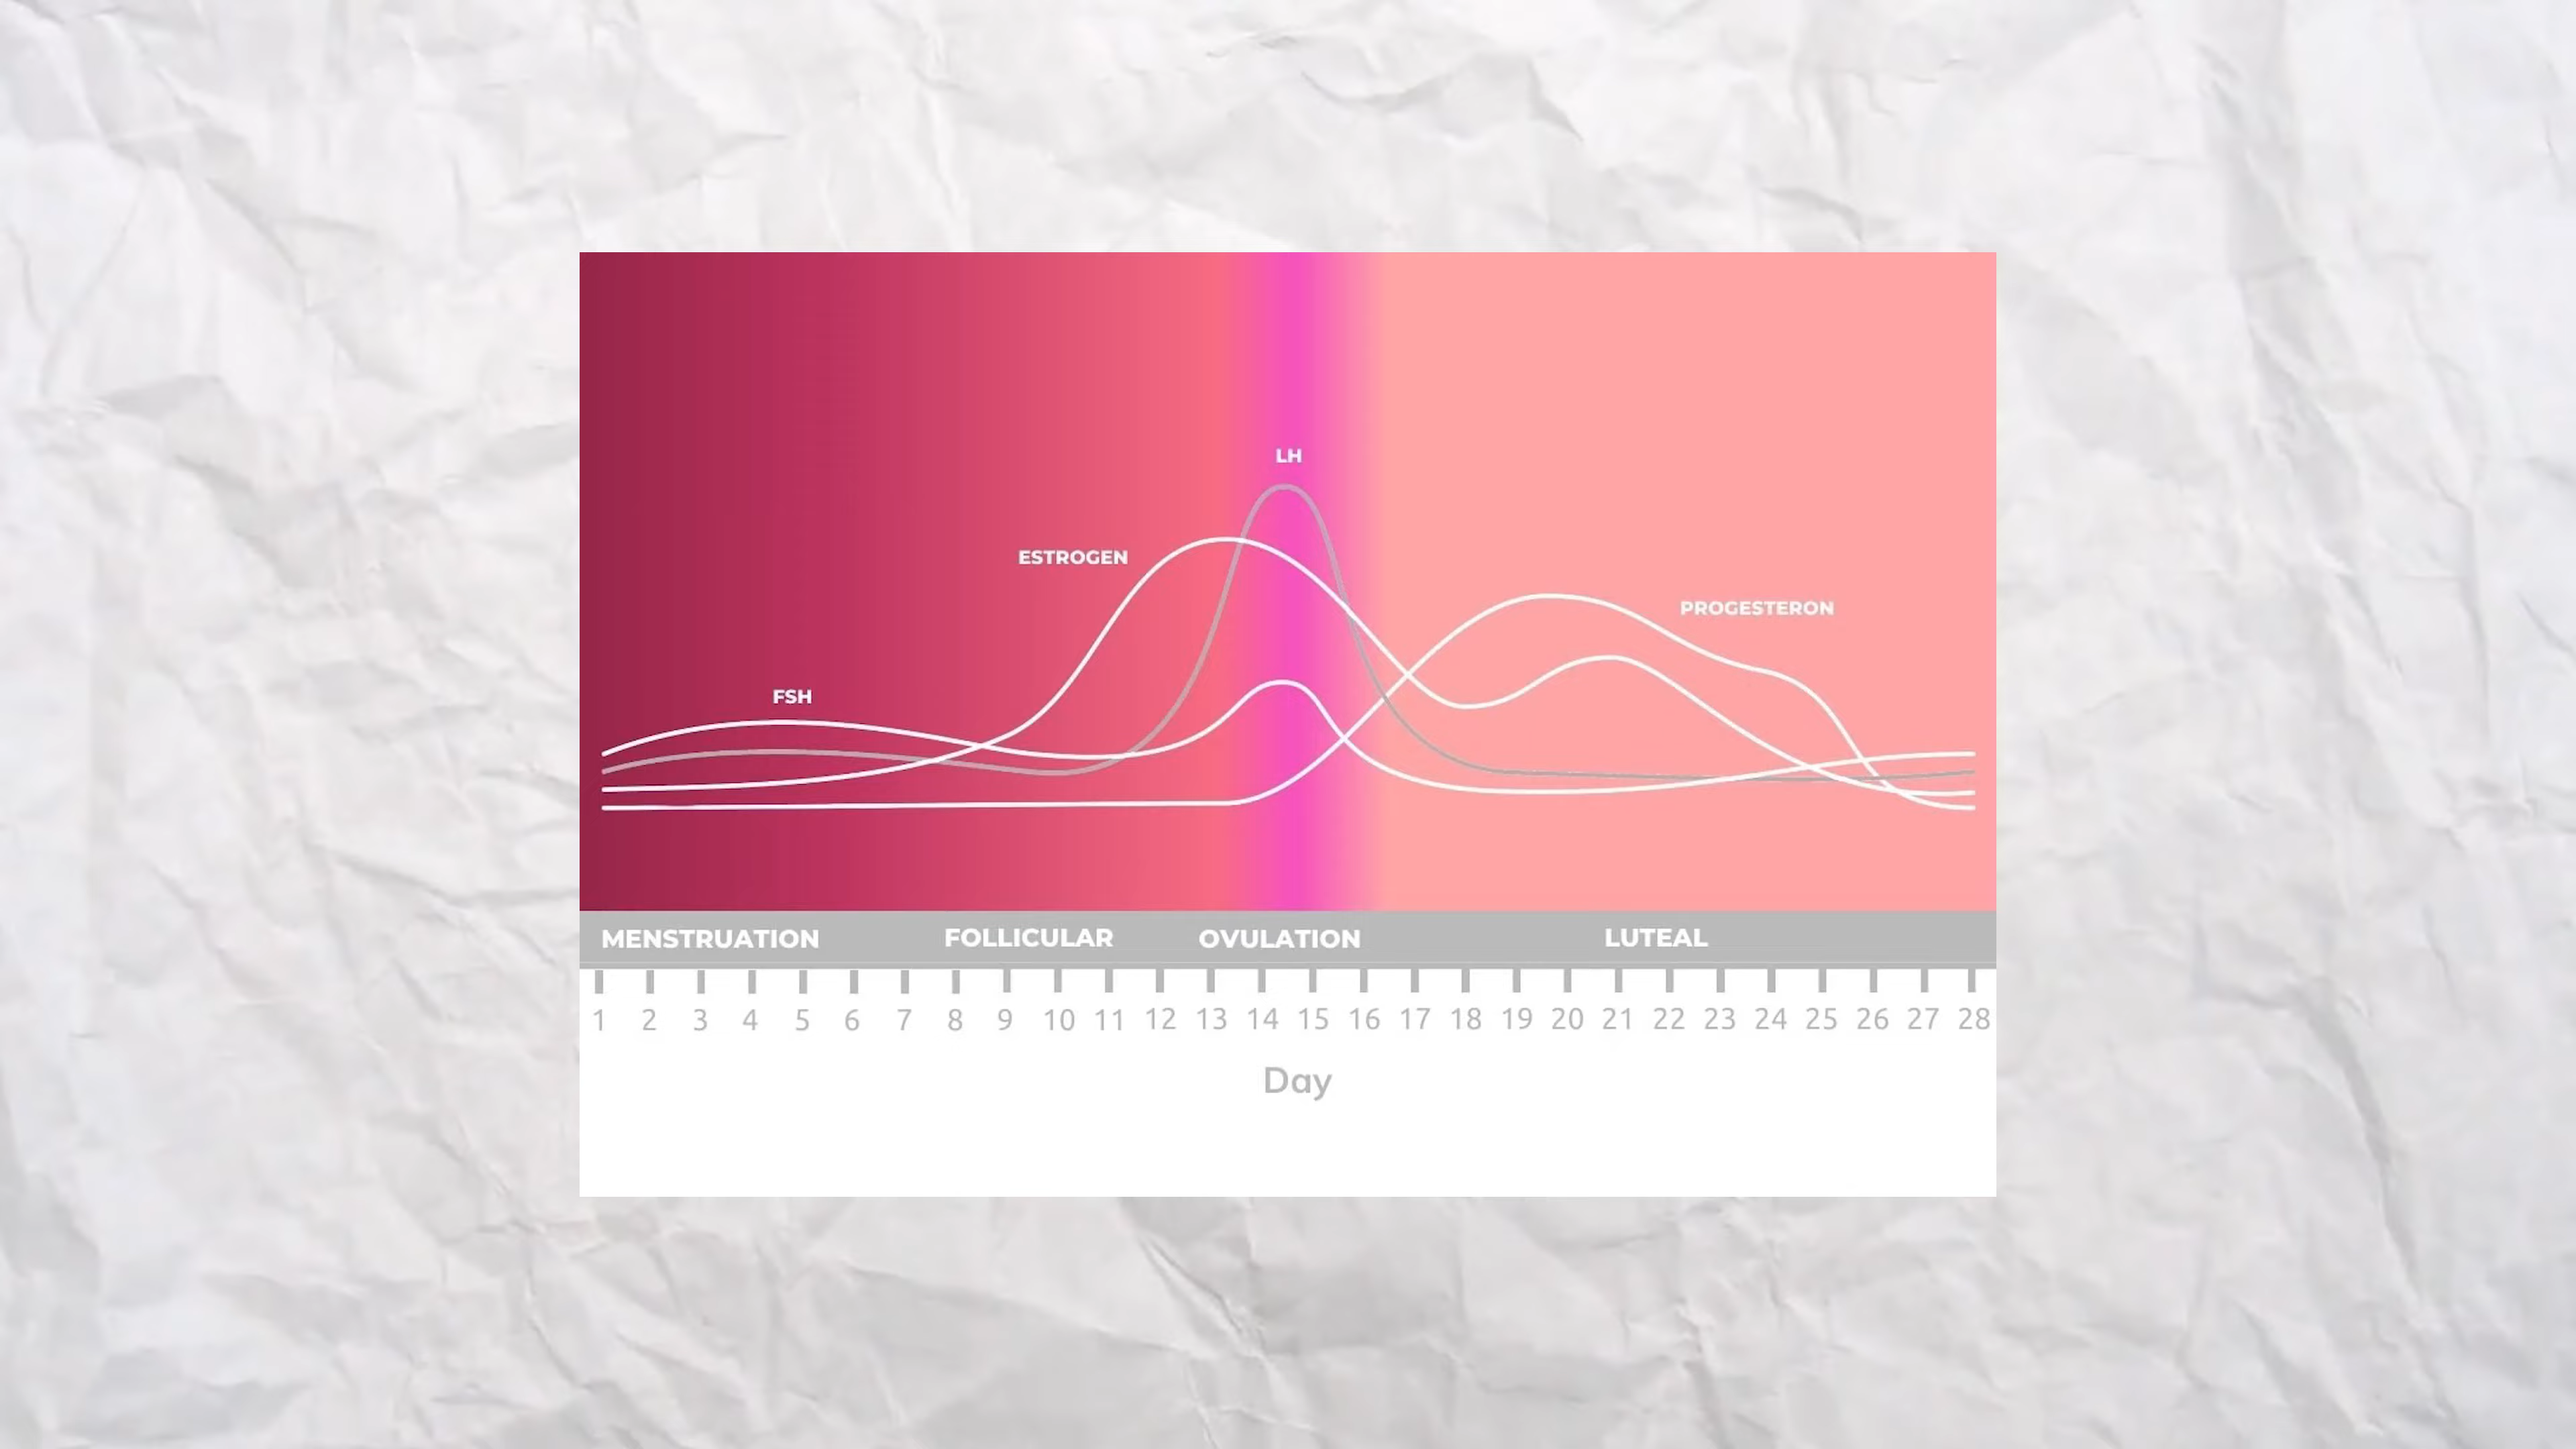 LH
ESTROGEN
PROGESTERON
FSH
MENSTRUATION FOLLICULAR OVULATION LUTEAL
1 2 3 4 5 6 7 8 9 10 11 12 13 14 15 16 17 18 19 20 21 22 23 24 25 26 27 28
Day